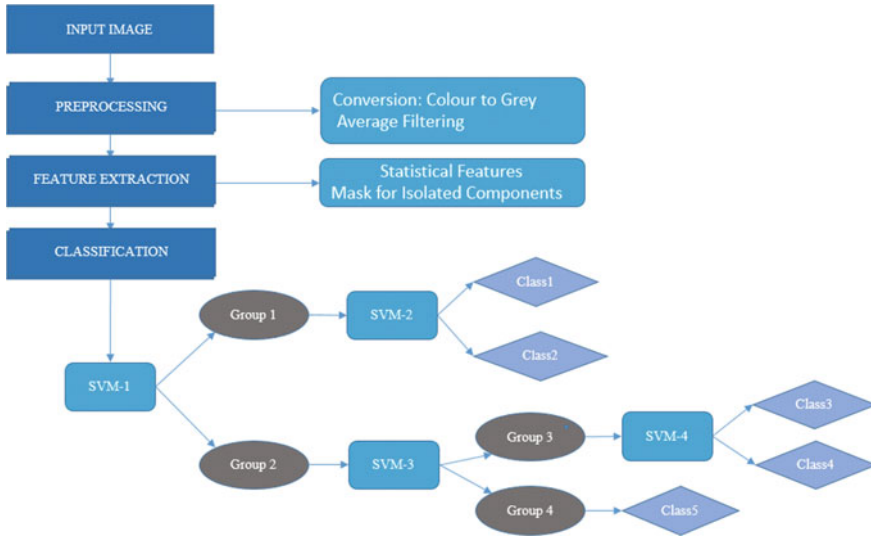 INPUT IMAGE
PREPROCESSING
Conversion: Colour to Grey
Average Filtering
FEATURE EXTRACTION
Statistical Features
Mask for Isolated Components
CLASSIFICATION
Class1
Group 1
SVM-2
Class2
SVM-1
Class3
Group 3
SVM-4
Group 2
SVM-3
Class4
Group 4
Class5